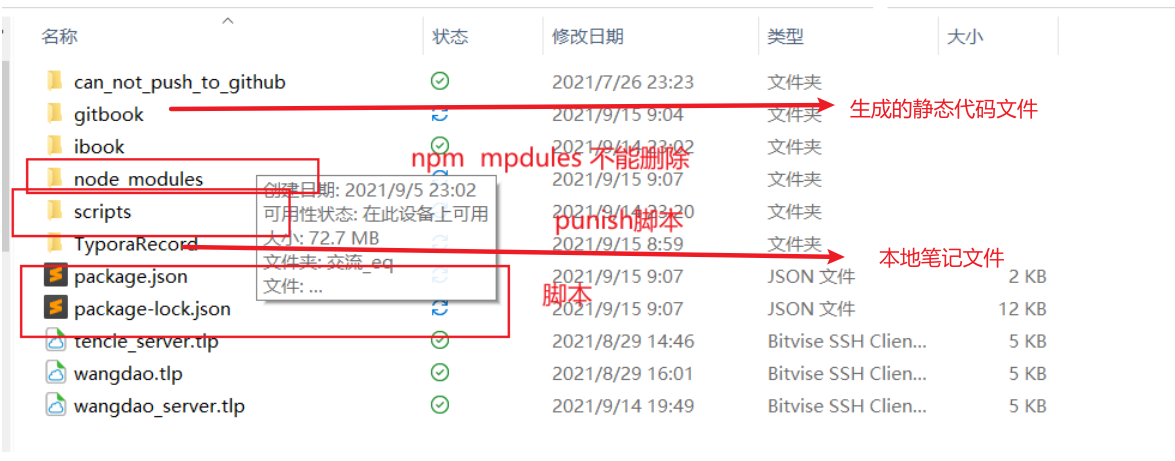 名称 状态 修改日期 类型 大小
can_not_push_to_github 2021/7/26 23:23 文件夹
gitbook 2021/9/15 9:04 文件夹 生成的静态代码文件
ibook 2021/9/14 23:02 文件夹
npm mpdules 不能删除
node_modules 2021/9/15 9:07 文件夹
创建日期: 2021/9/5 23:02
scripts 2021/9/14 23:20 文件夹
可用性状态: 在此设备上可用
punish脚本
大小: 72.7 MB
TyporaRecord 2021/9/15 8:59 文件夹 本地笔记文件
文件夹: 交流_eq
package.json 2021/9/15 9:07 JSON 文件 2 KB
文件: ...
脚本
package-lock.json 2021/9/15 9:07 JSON 文件 12 KB
tencle_server.tlp 2021/8/29 14:46 Bitvise SSH Clien... 5 KB
wangdao.tlp 2021/8/29 16:01 Bitvise SSH Clien... 5 KB
wangdao_server.tlp 2021/9/14 19:49 Bitvise SSH Clien... 5 KB